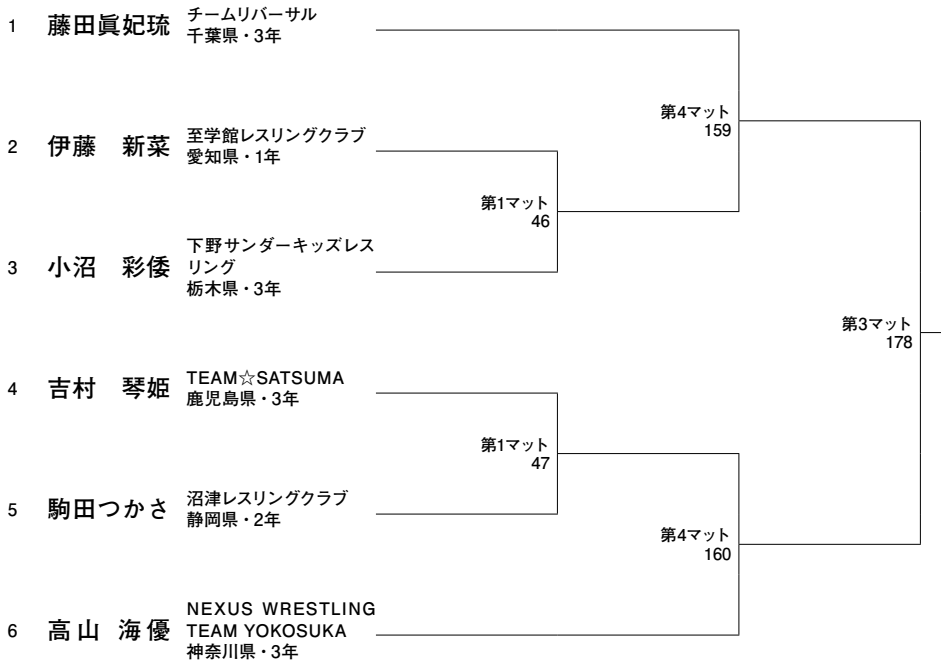 1 藤田眞妃琉 チームリバーサル
千葉県・3年
2 伊藤　新菜 至学館レスリングクラブ
愛知県・1年
3 小沼　彩倭 下野サンダーキッズレス
リング
栃木県・3年
4 吉村　琴姫 TEAM☆SATSUMA
鹿児島県・3年
5 駒田つかさ 沼津レスリングクラブ
静岡県・2年
6 高山　海優 NEXUS WRESTLING
TEAM YOKOSUKA
神奈川県・3年
第1マット
46
第1マット
47
第4マット
159
第4マット
160
第3マット
178